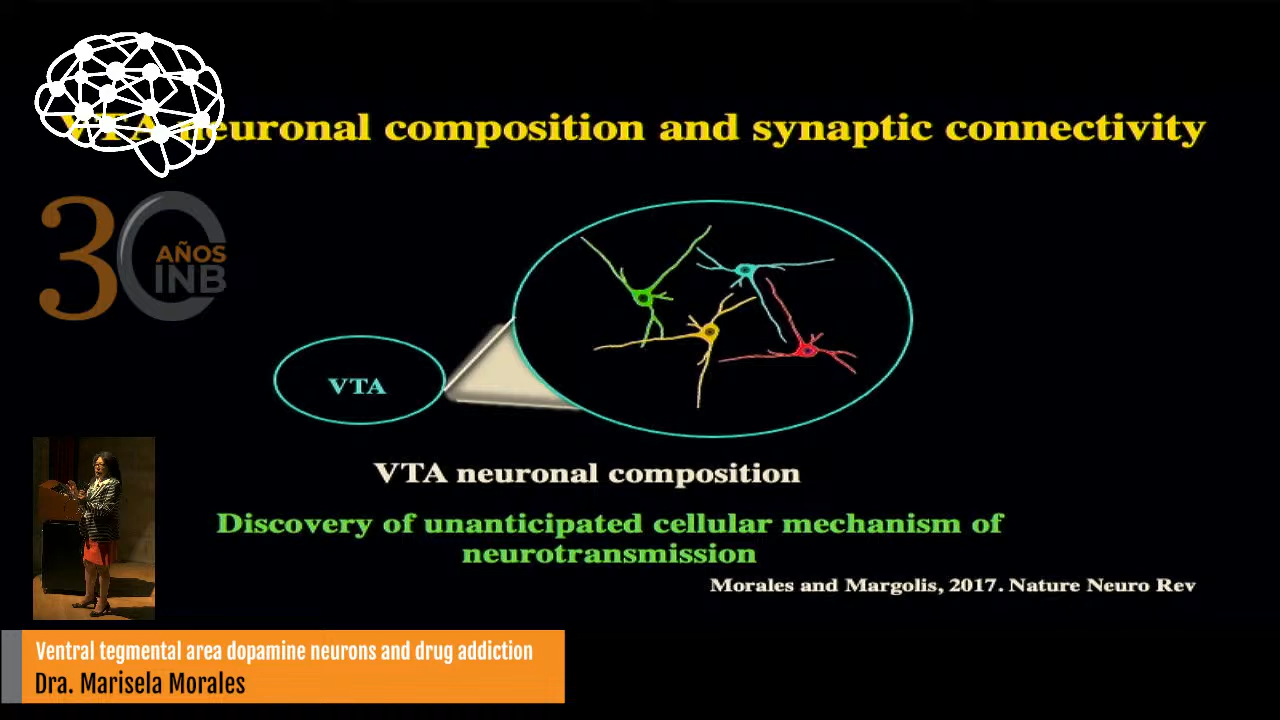 VTA neuronal composition and synaptic connectivity
30
AÑOS
INB
VTA
VTA neuronal composition
Discovery of unanticipated cellular mechanism of
neurotransmission
Morales and Margolis, 2017. Nature Neuro Rev
Ventral tegmental area dopamine neurons and drug addiction
Dra. Marisela Morales